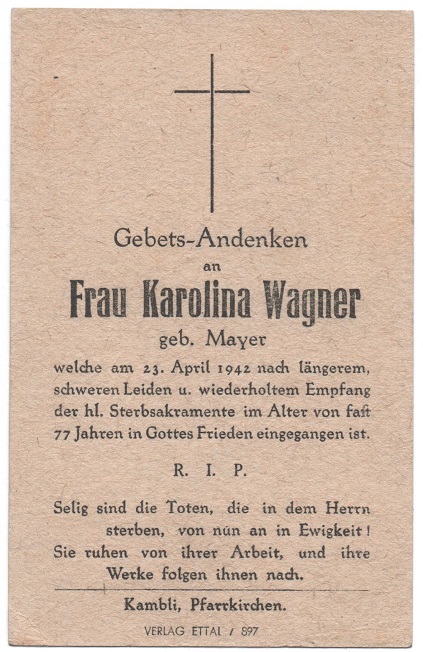 Gebets-Andenken
an
Frau Karolina Wagner
geb. Mayer
welche am 23. April 1942 nach längerem,
schweren Leiden u. wiederholtem Empfang
der hl. Sterbsakramente im Alter von fast
77 Jahren in Gottes Frieden eingegangen ist.
R. I. P.
Selig sind die Toten, die in dem Herrn
sterben, von nün an in Ewigkeit!
Sie ruhen von ihrer Arbeit, und ihre
Werke folgen ihnen nach.
Kambli, Pfarrkirchen.
VERLAG ETTAL / 897